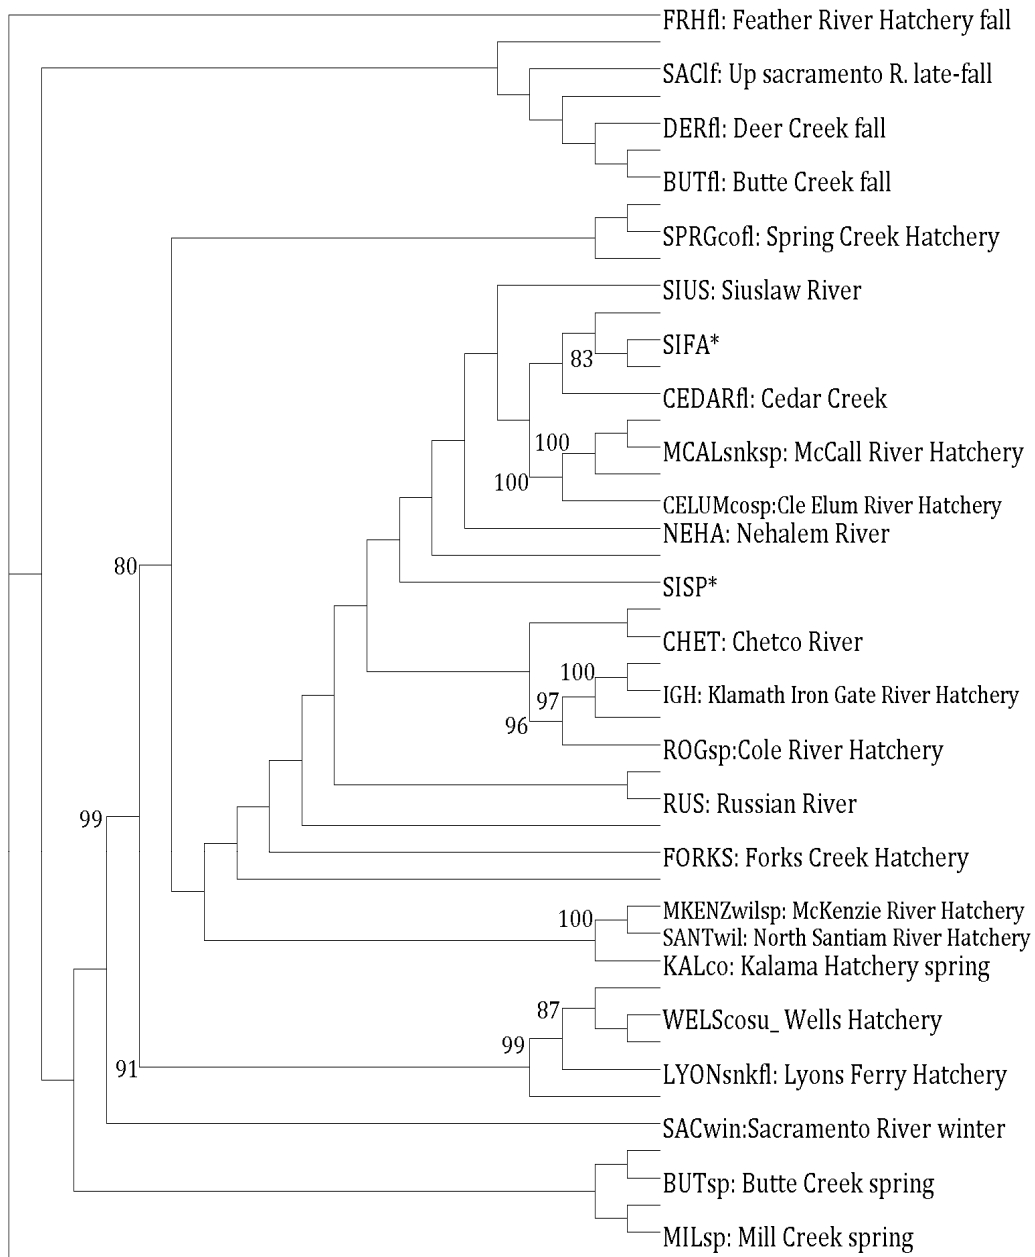 FRHfl: Feather River Hatchery fall
SAClf: Up sacramento R. late-fall
DERfl: Deer Creek fall
BUTfl: Butte Creek fall
SPRGcofl: Spring Creek Hatchery
SIUS: Siuslaw River
83
SIFA*
CEDARfl: Cedar Creek
100
MCALsnksp: McCall River Hatchery
100
CELUMcosp:Cle Elum River Hatchery
NEHA: Nehalem River
80
SISP*
CHET: Chetco River
100
97
IGH: Klamath Iron Gate River Hatchery
96
ROGsp:Cole River Hatchery
RUS: Russian River
99
FORKS: Forks Creek Hatchery
100
MKENZwilsp: McKenzie River Hatchery
SANTwil: North Santiam River Hatchery
KALco: Kalama Hatchery spring
87
WELScosu_ Wells Hatchery
99
91
LYONsnkfl: Lyons Ferry Hatchery
SACwin:Sacramento River winter
BUTsp: Butte Creek spring
MILsp: Mill Creek spring